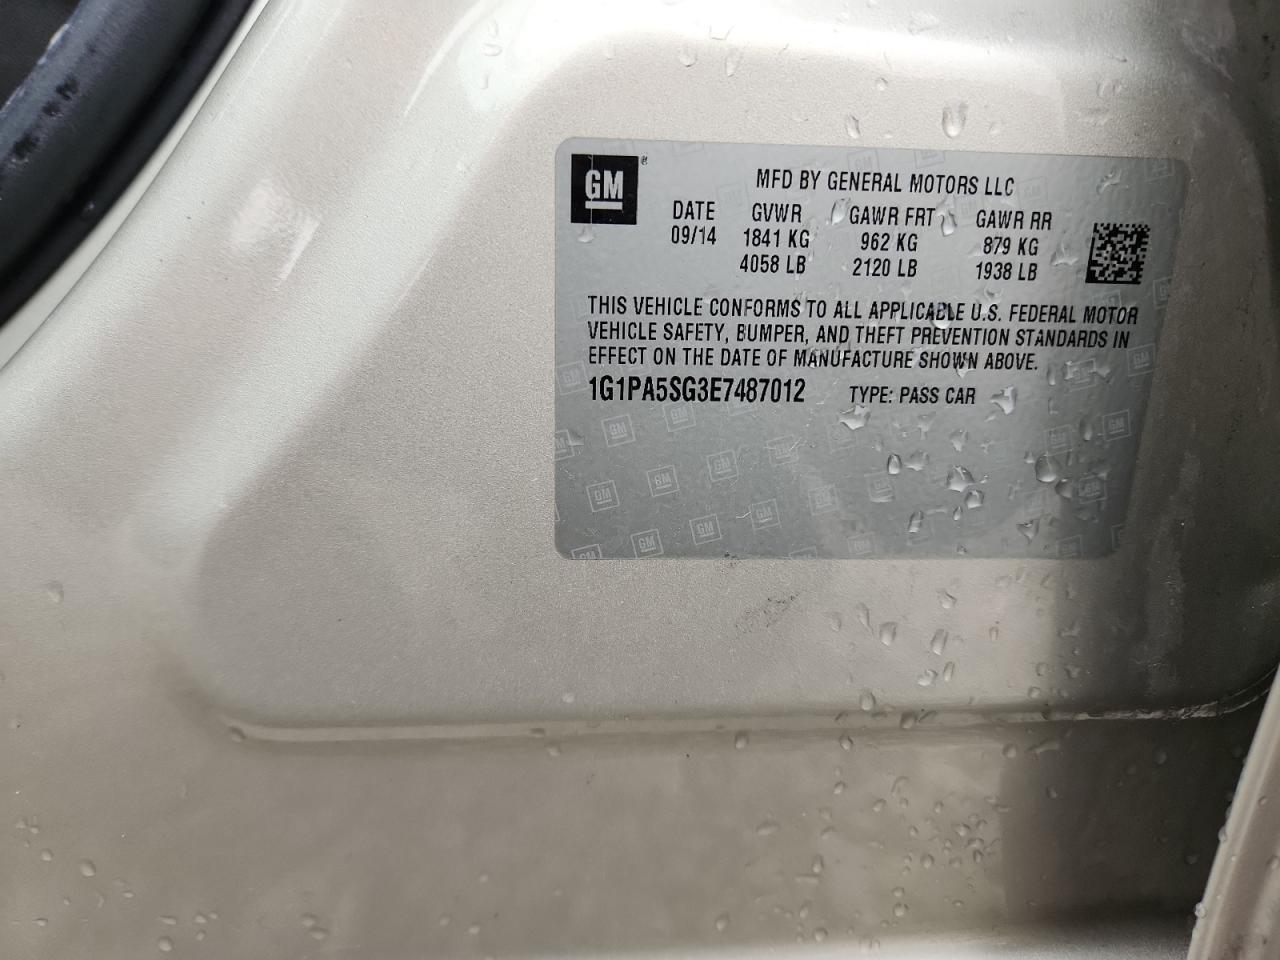 GM
MFD BY GENERAL MOTORS LLC
DATE GVWR GAWR FRT GAWR RR
09/14 1841 KG 962 KG 879 KG
4058 LB 2120 LB 1938 LB
THIS VEHICLE CONFORMS TO ALL APPLICABLE U.S. FEDERAL MOTOR
VEHICLE SAFETY, BUMPER, AND THEFT PREVENTION STANDARDS IN
EFFECT ON THE DATE OF MANUFACTURE SHOWN ABOVE.
1G1PA5SG3E7487012 TYPE: PASS CAR